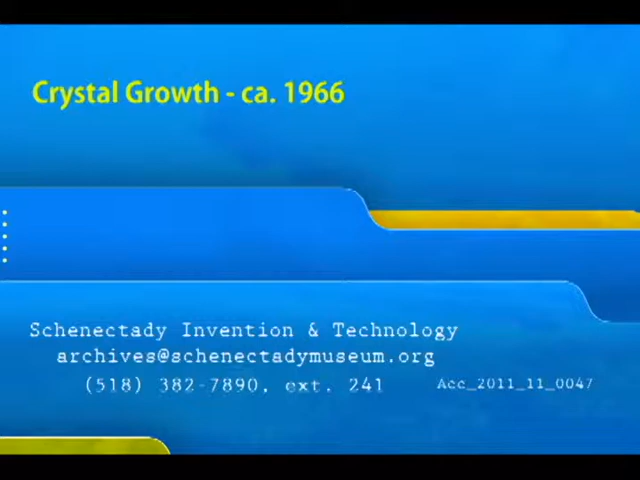 Crystal Growth - ca. 1966
Schenectady Invention & Technology
archives@schenectadymuseum.org
(518) 382-7890, ext. 241
Acc_2011_11_0047